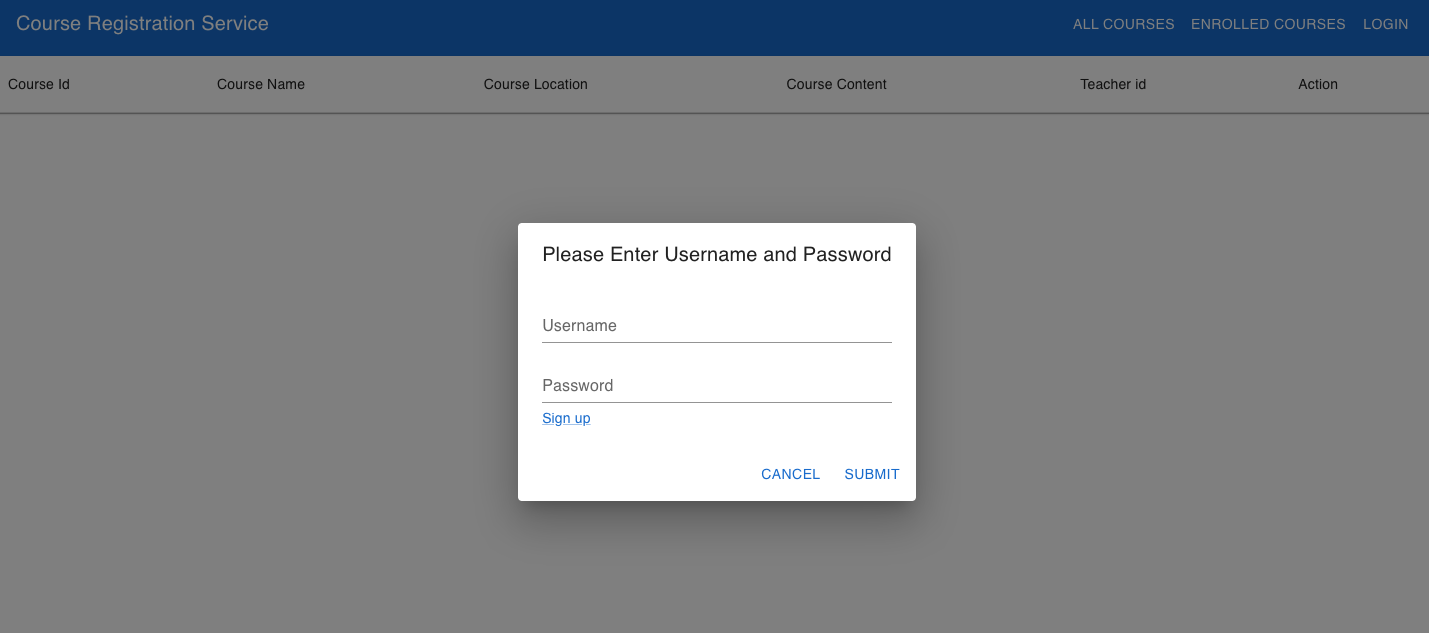 Course Registration Service ALL COURSES ENROLLED COURSES LOGIN
Course Id Course Name Course Location Course Content Teacher id Action
Please Enter Username and Password
Username
Password
Sign up
CANCEL SUBMIT